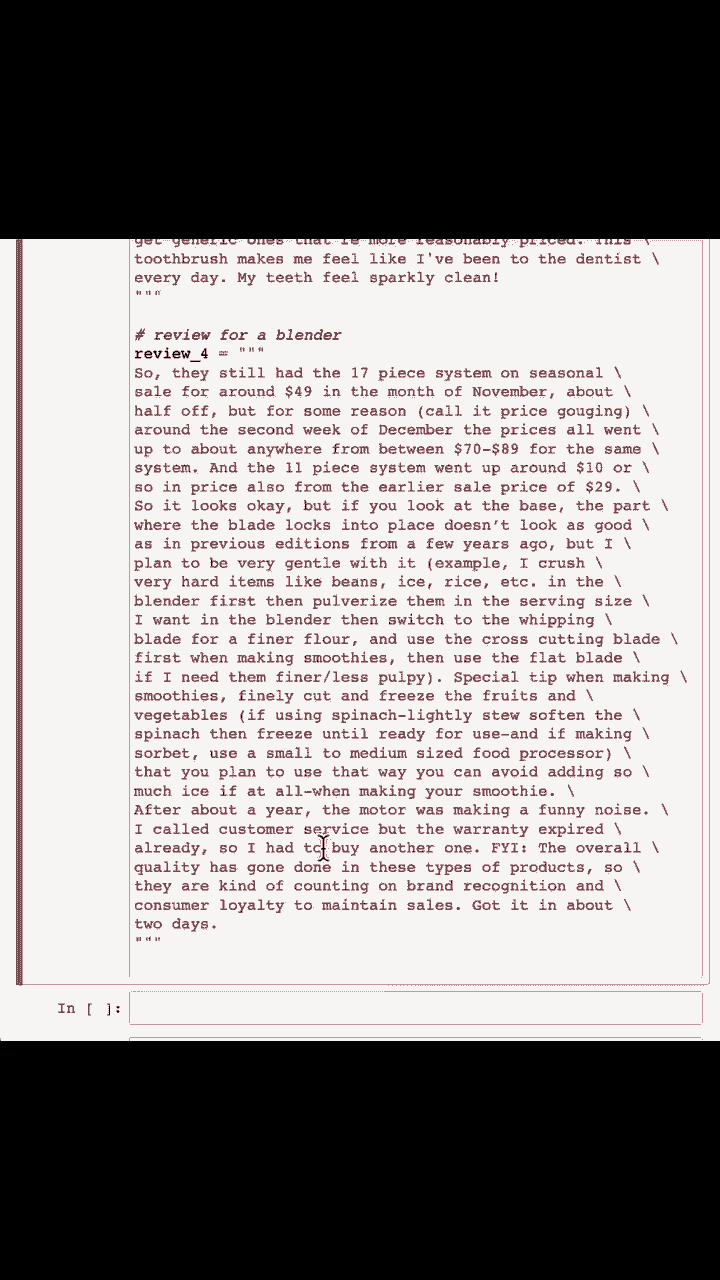 get generic ones that're more reasonably priced. This \
toothbrush makes me feel like I've been to the dentist \
every day. My teeth feel sparkly clean!
"""
# review for a blender
review_4 = """
So, they still had the 17 piece system on seasonal \
sale for around $49 in the month of November, about \
half off, but for some reason (call it price gouging) \
around the second week of December the prices all went \
up to about anywhere from between $70-$89 for the same \
system. And the 11 piece system went up around $10 or \
so in price also from the earlier sale price of $29. \
So it looks okay, but if you look at the base, the part \
where the blade locks into place doesn’t look as good \
as in previous editions from a few years ago, but I \
plan to be very gentle with it (example, I crush \
very hard items like beans, ice, rice, etc. in the \
blender first then pulverize them in the serving size \
I want in the blender then switch to the whipping \
blade for a finer flour, and use the cross cutting blade \
first when making smoothies, then use the flat blade \
if I need them finer/less pulpy). Special tip when making \
smoothies, finely cut and freeze the fruits and \
vegetables (if using spinach-lightly stew soften the \
spinach then freeze until ready for use-and if making \
sorbet, use a small to medium sized food processor) \
that you plan to use that way you can avoid adding so \
much ice if at all-when making your smoothie. \
After about a year, the motor was making a funny noise. \
I called customer service but the warranty expired \
already, so I had to buy another one. FYI: The overall \
quality has gone done in these types of products, so \
they are kind of counting on brand recognition and \
consumer loyalty to maintain sales. Got it in about \
two days.
"""
In [ ]: